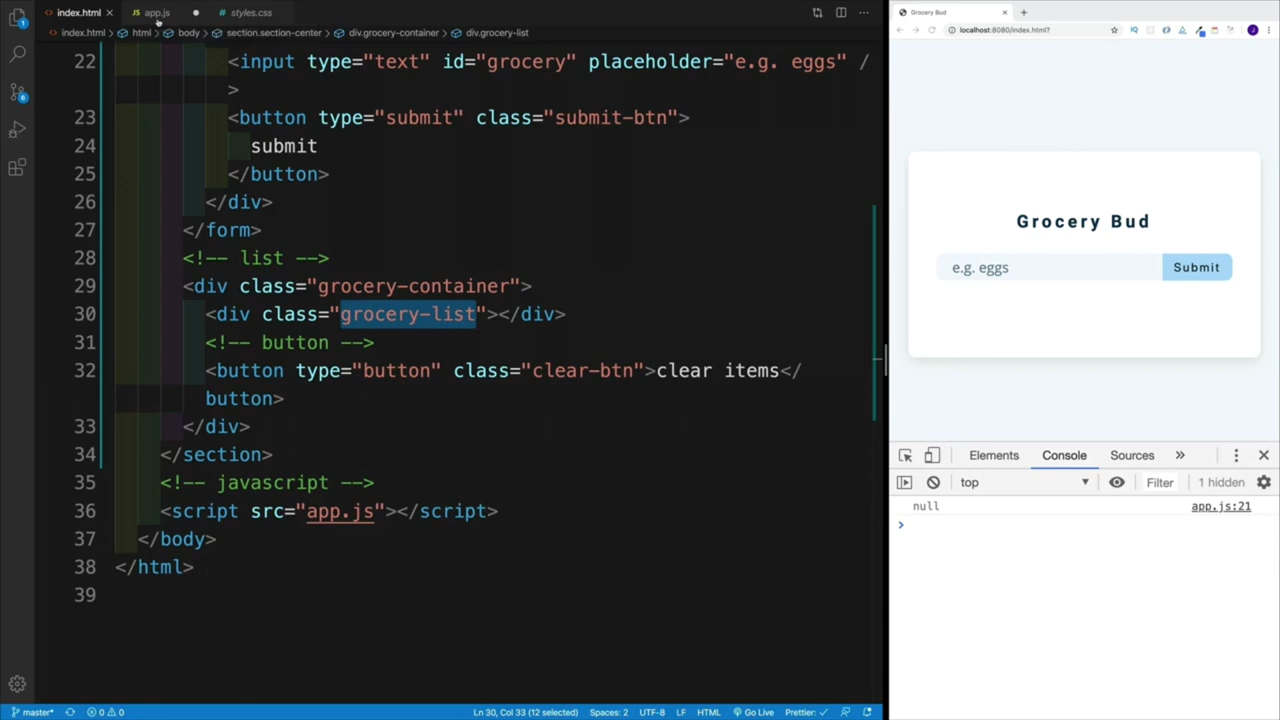 index.html
app.js
styles.css
index.html > html > body > section.section-center > div.grocery-container > div.grocery-list
22 <input type="text" id="grocery" placeholder="e.g. eggs" /
>
23 <button type="submit" class="submit-btn">
24 submit
25 </button>
26 </div>
27 </form>
28 <!-- list -->
29 <div class="grocery-container">
30 <div class="grocery-list"></div>
31 <!-- button -->
32 <button type="button" class="clear-btn">clear items</
button>
33 </div>
34 </section>
35 <!-- javascript -->
36 <script src="app.js"></script>
37 </body>
38 </html>
39
1
6
master* 0 0 Ln 30, Col 33 (12 selected) Spaces: 2 UTF-8 LF HTML Go Live Prettier: ✓
Grocery Bud
localhost:8080/index.html?
J
Grocery Bud
e.g. eggs Submit
Elements Console Sources »
top Filter 1 hidden
null app.js:21
>